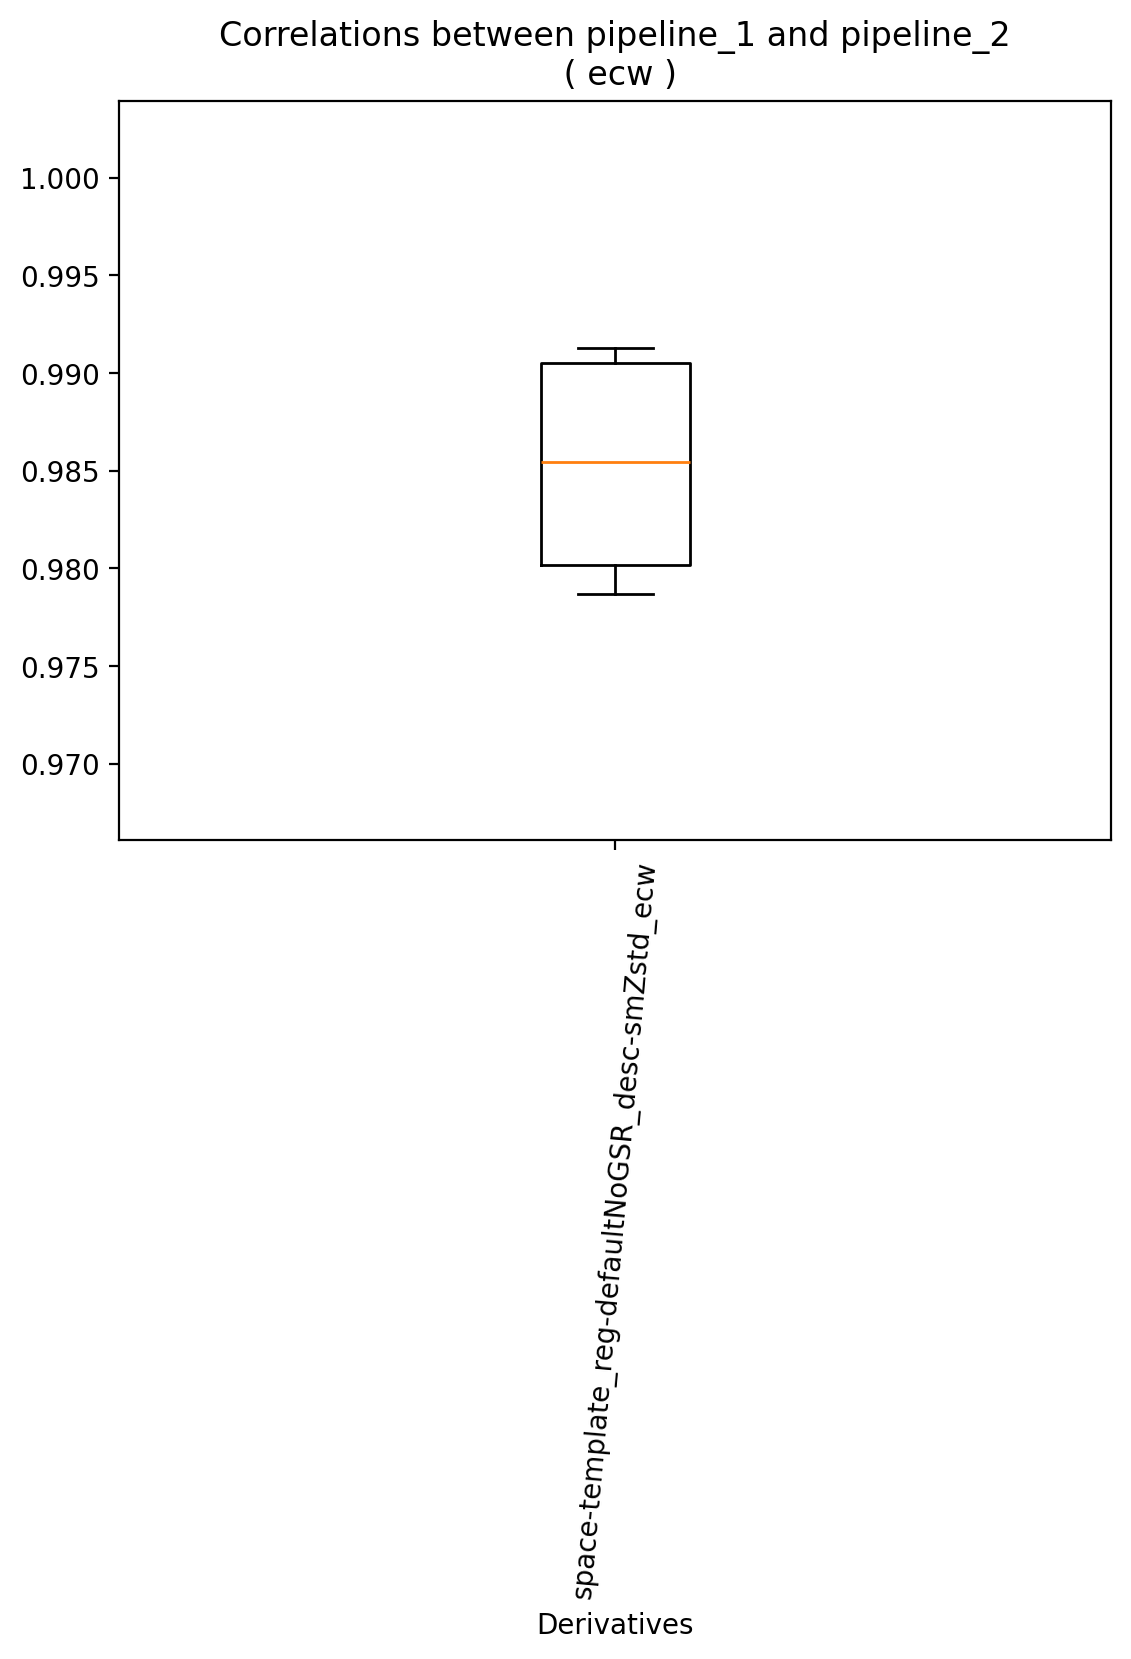 Correlations between pipeline_1 and pipeline_2
( ecw )
1.000
0.995
0.990
0.985
0.980
0.975
0.970
space-template_reg-defaultNoGSR_desc-smZstd_ecw
Derivatives